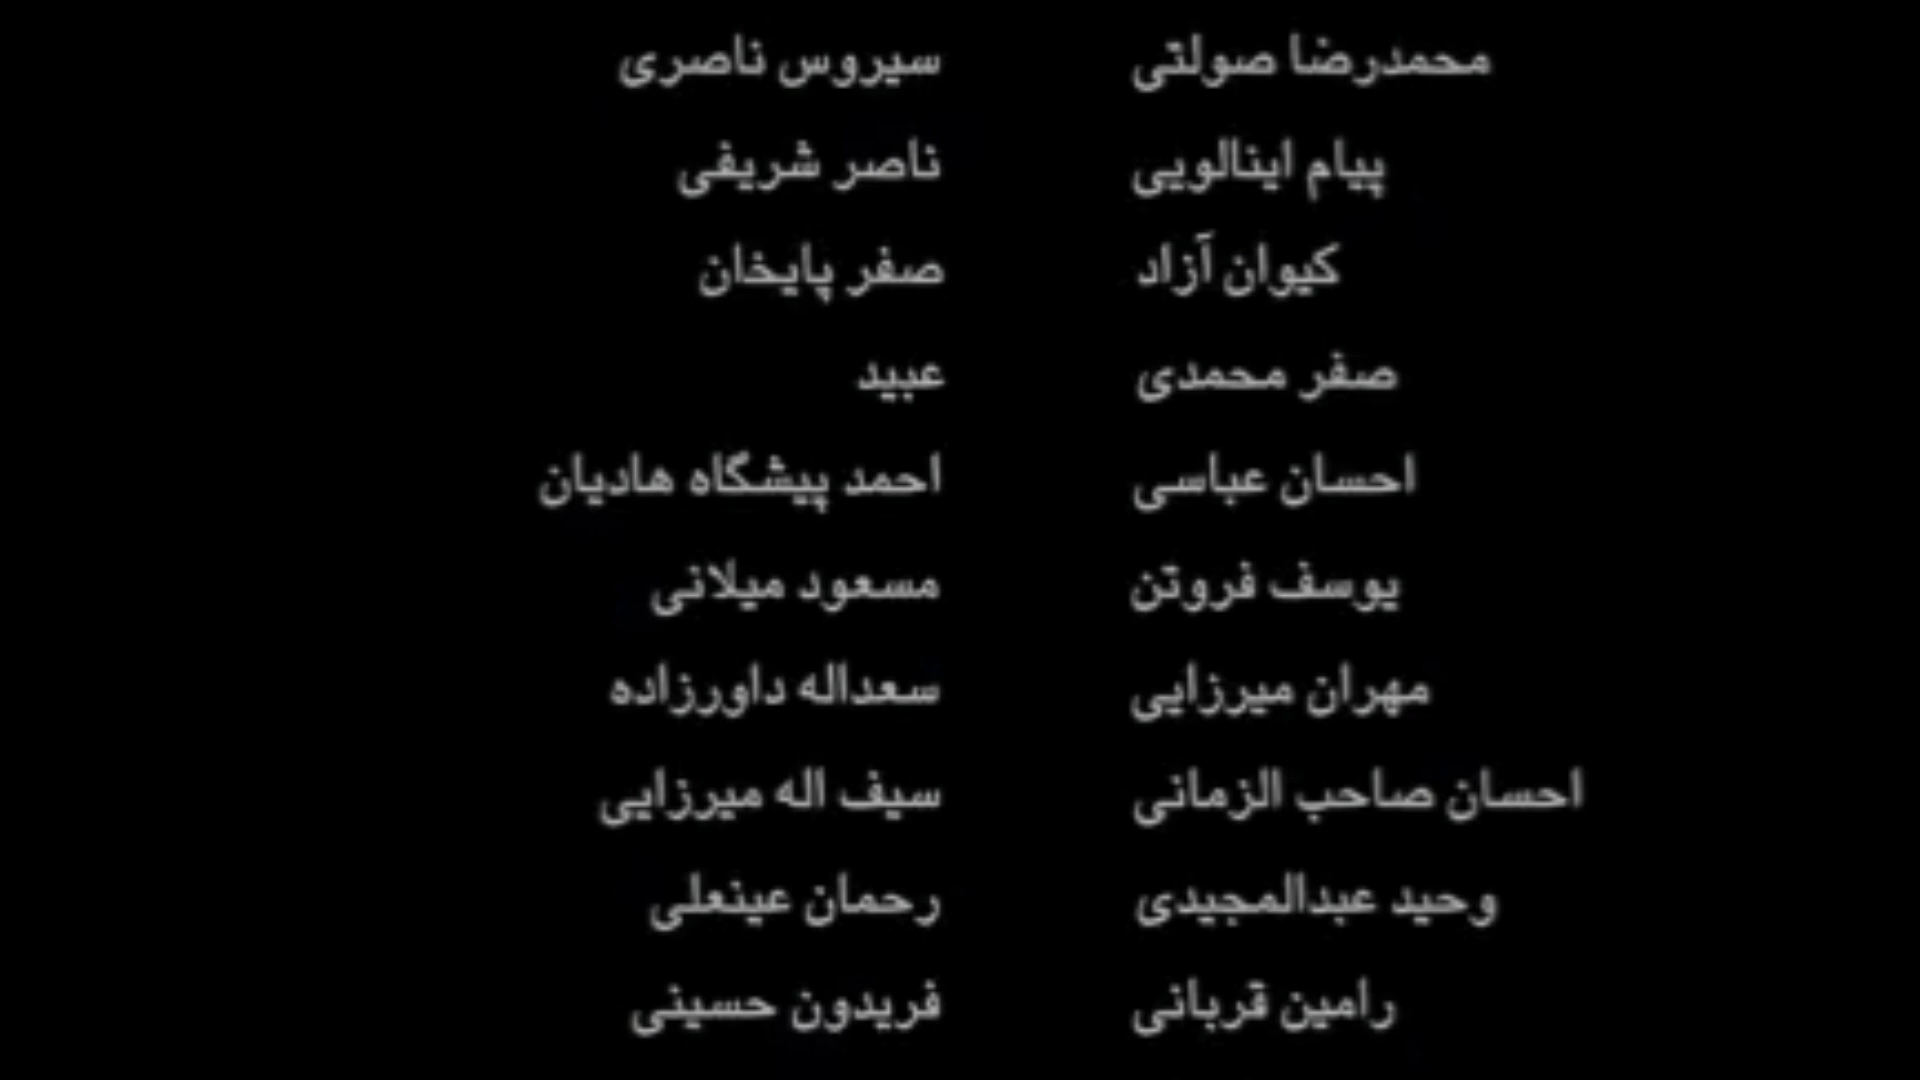 محمدرضا صولتی سیروس ناصری
پیام اینالویی ناصر شریفی
کیوان آزاد صفر پایخان
صفر محمدی عبید
احسان عباسی احمد پیشگاه هادیان
یوسف فروتن مسعود میلانی
مهران میرزایی سعداله داورزاده
احسان صاحب الزمانی سیف اله میرزایی
وحید عبدالمجیدی رحمان عینعلی
رامین قربانی فریدون حسینی